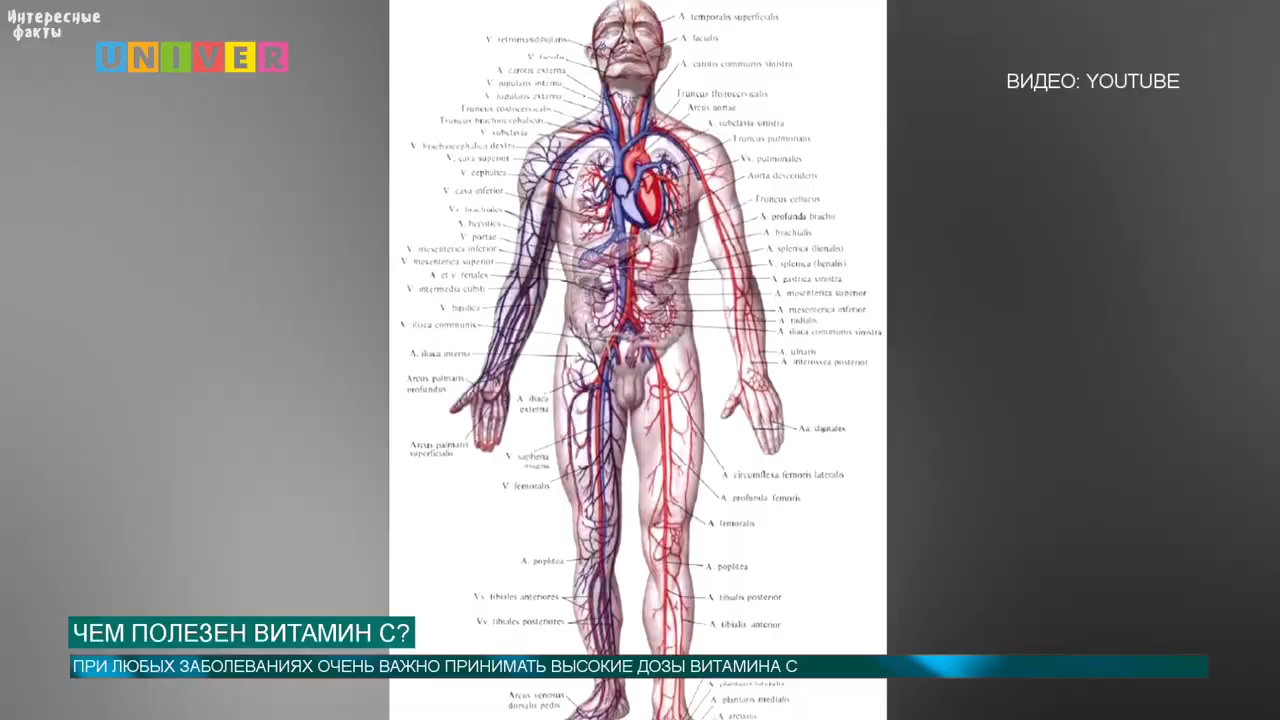 Интересные
факты
UNIVER
ВИДЕО: YOUTUBE
A. temporalis superficialis
V. retromandibularis
A. facialis
V. facialis
A. carotis communis sinistra
A. carotis externa
V. jugularis interna
V. jugularis externa
Truncus thyrocervicalis
Arcus aortae
Truncus costocervicalis
Truncus brachiocephalicus
A. subclavia sinistra
V. subclavia
Truncus pulmonalis
V. brachiocephalica dextra
V. cava superior
Vv. pulmonales
V. cephalica
Aorta descendens
V. cava inferior
Truncus celiacus
Vv. brachiales
A. profunda brachii
A. hepatica
A. brachialis
V. portae
V. mesenterica inferior
A. splenica (lienalis)
V. mesenterica superior
V. splenica (lienalis)
A. et v. renales
A. gastrica sinistra
V. intermedia cubiti
A. mesenterica superior
V. basilica
A. mesenterica inferior
A. radialis
V. iliaca communis
A. iliaca communis sinistra
A. iliaca interna
A. ulnaris
A. interossea posterior
Arcus palmaris
profundus
A. iliaca
externa
Aa. digitales
Arcus palmaris
superficialis
V. saphena
magna
A. circumflexa femoris lateralis
V. femoralis
A. profunda femoris
A. femoralis
A. poplitea
A. poplitea
Vv. tibiales anteriores
A. tibialis posterior
Vv. tibiales posteriores
A. tibialis anterior
ЧЕМ ПОЛЕЗЕН ВИТАМИН С?
ПРИ ЛЮБЫХ ЗАБОЛЕВАНИЯХ ОЧЕНЬ ВАЖНО ПРИНИМАТЬ ВЫСОКИЕ ДОЗЫ ВИТАМИНА С
A. plantaris lateralis
Arcus venosus
dorsalis pedis
A. plantaris medialis
A. arcuata